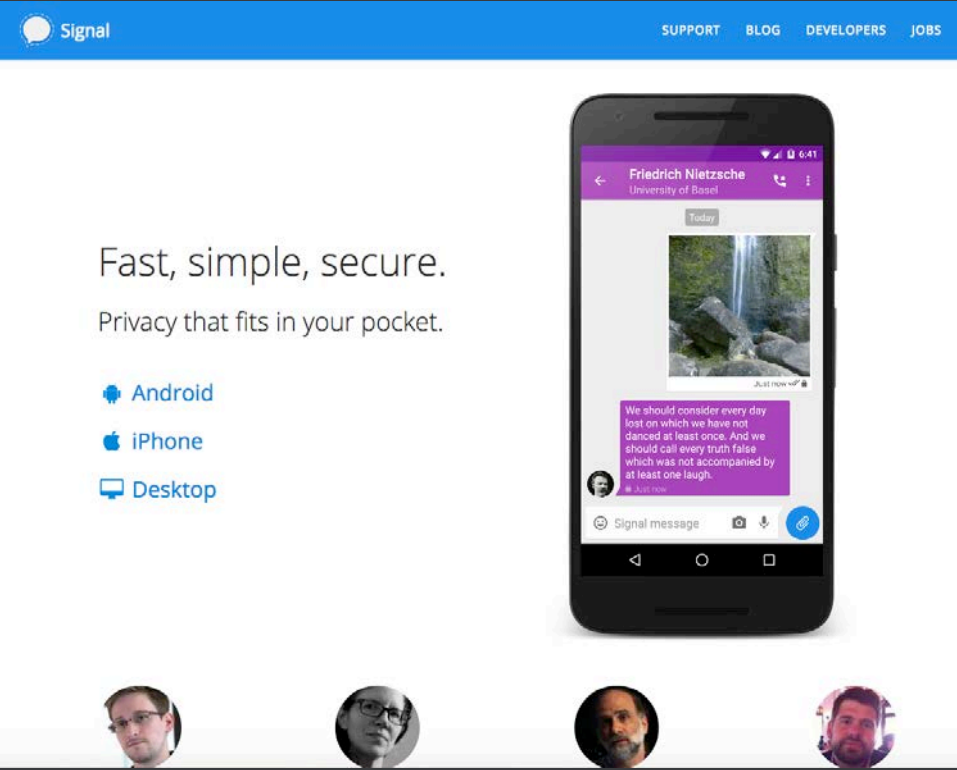 Signal
SUPPORT BLOG DEVELOPERS JOBS
Fast, simple, secure.
Privacy that fits in your pocket.
Android
iPhone
Desktop
6:41
Friedrich Nietzsche
University of Basel
Today
Just now
We should consider every day
lost on which we have not
danced at least once. And we
should call every truth false
which was not accompanied by
at least one laugh.
Just now
Signal message